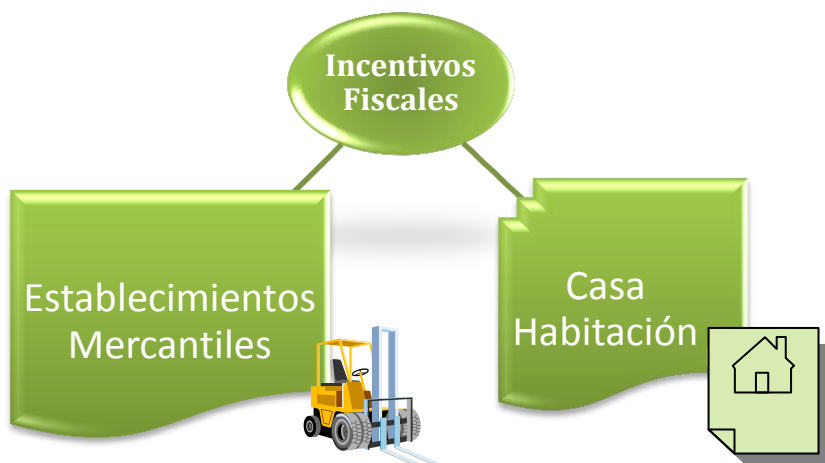 Incentivos
Fiscales
Establecimientos
Mercantiles
Casa
Habitación